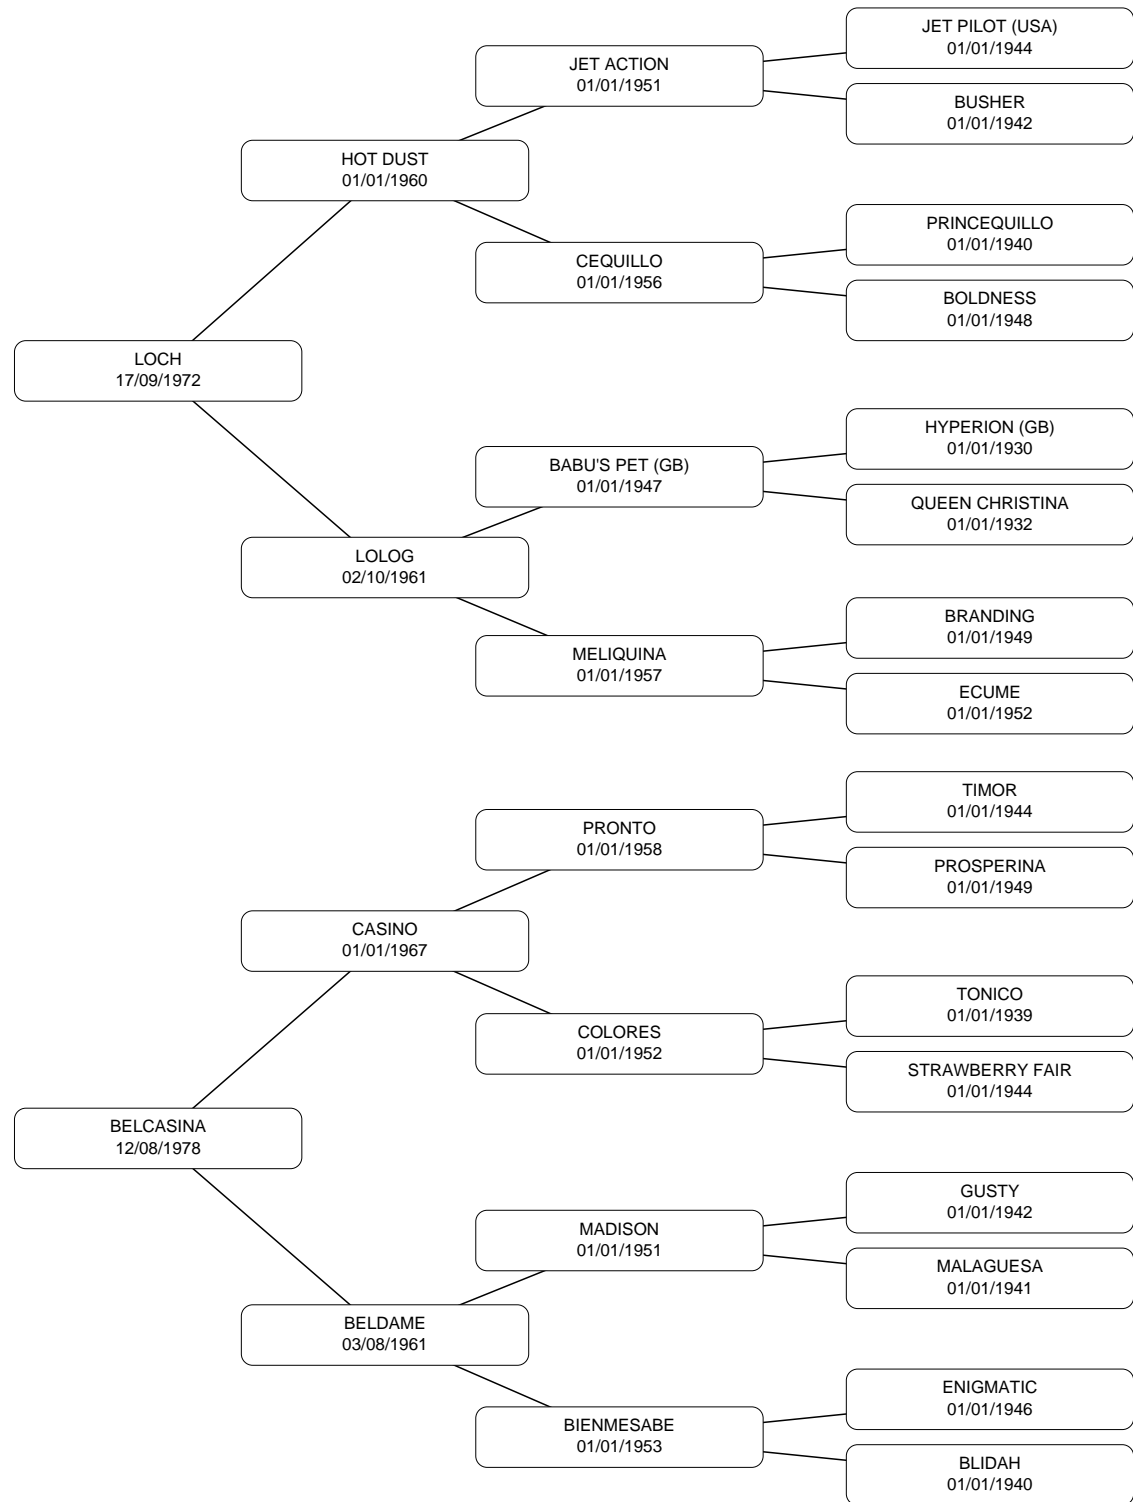 JET PILOT (USA)
01/01/1944
JET ACTION
01/01/1951
BUSHER
01/01/1942
HOT DUST
01/01/1960
PRINCEQUILLO
01/01/1940
CEQUILLO
01/01/1956
BOLDNESS
01/01/1948
LOCH
17/09/1972
HYPERION (GB)
01/01/1930
BABU'S PET (GB)
01/01/1947
QUEEN CHRISTINA
01/01/1932
LOLOG
02/10/1961
BRANDING
01/01/1949
MELIQUINA
01/01/1957
ECUME
01/01/1952
TIMOR
01/01/1944
PRONTO
01/01/1958
PROSPERINA
01/01/1949
CASINO
01/01/1967
TONICO
01/01/1939
COLORES
01/01/1952
STRAWBERRY FAIR
01/01/1944
BELCASINA
12/08/1978
GUSTY
01/01/1942
MADISON
01/01/1951
MALAGUESA
01/01/1941
BELDAME
03/08/1961
ENIGMATIC
01/01/1946
BIENMESABE
01/01/1953
BLIDAH
01/01/1940